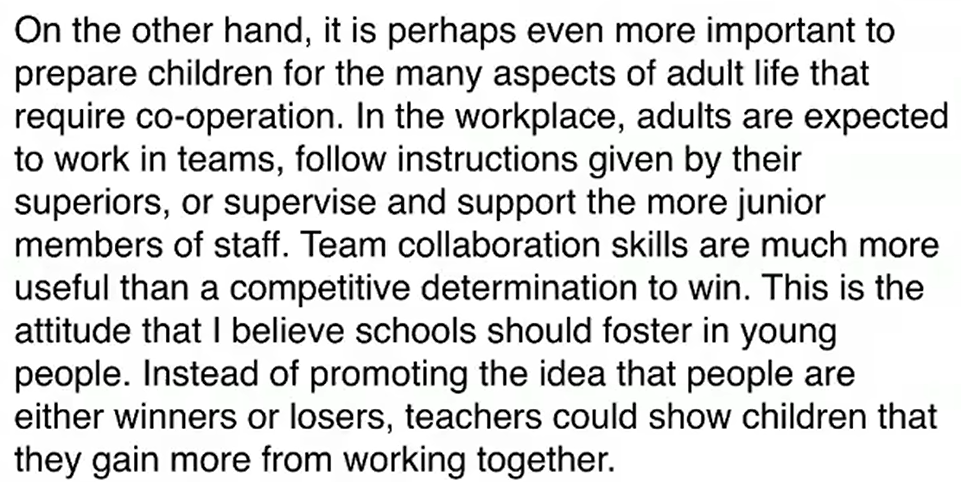 On the other hand, it is perhaps even more important to
prepare children for the many aspects of adult life that
require co-operation. In the workplace, adults are expected
to work in teams, follow instructions given by their
superiors, or supervise and support the more junior
members of staff. Team collaboration skills are much more
useful than a competitive determination to win. This is the
attitude that I believe schools should foster in young
people. Instead of promoting the idea that people are
either winners or losers, teachers could show children that
they gain more from working together.